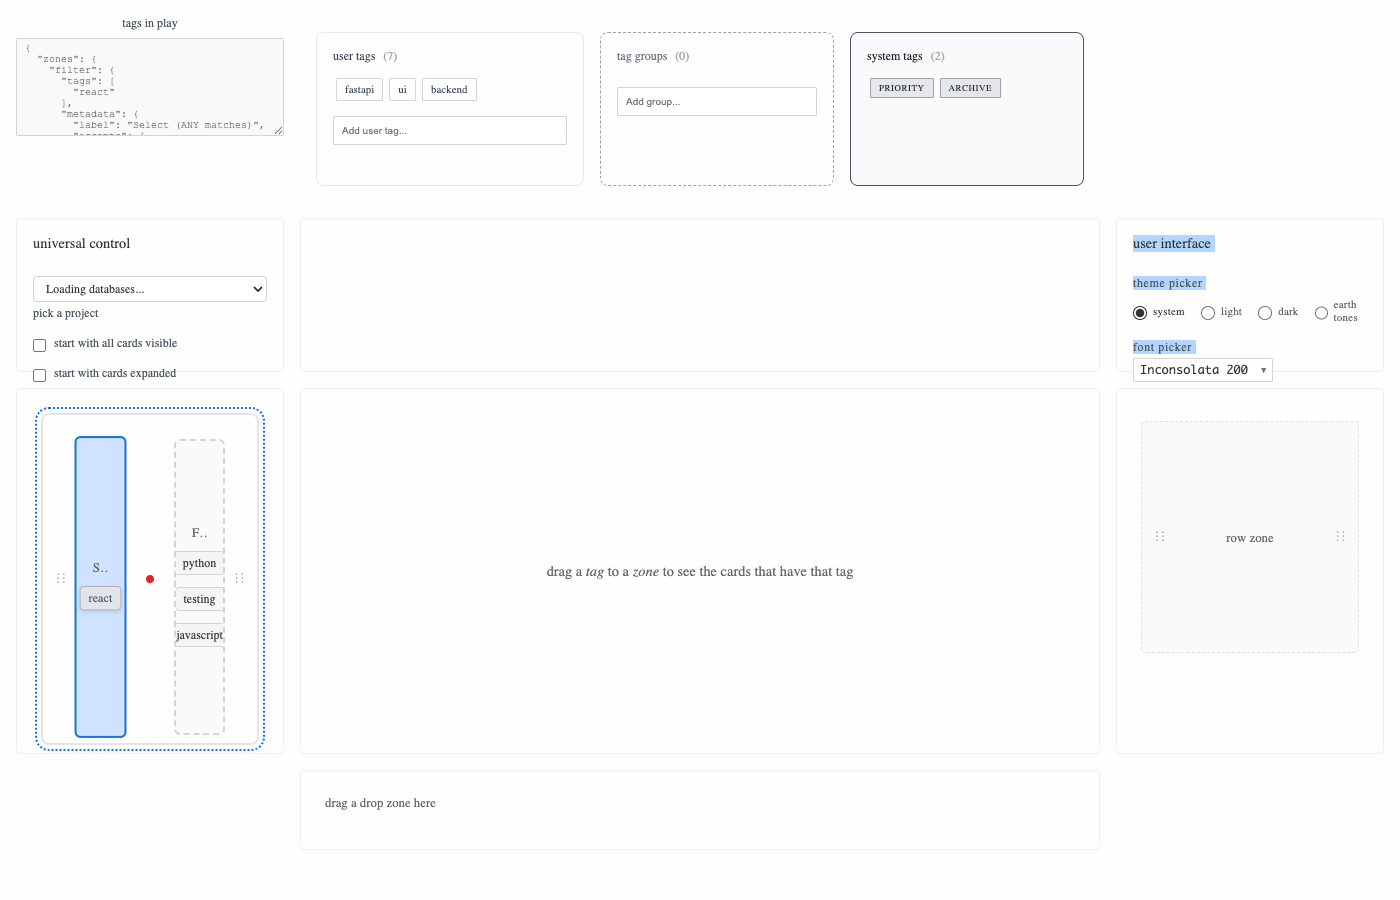 tags in play
{
"zones": {
"filter": {
"tags": [
"react"
],
"metadata": {
"label": "Select (ANY matches)",
user tags (7)
fastapi
ui
backend
Add user tag...
tag groups (0)
Add group...
system tags (2)
PRIORITY
ARCHIVE
universal control
Loading databases...
pick a project
start with all cards visible
start with cards expanded
user interface
theme picker
system
light
dark
earth
tones
font picker
Inconsolata 200
S..
react
F..
python
testing
javascript
drag a tag to a zone to see the cards that have that tag
row zone
drag a drop zone here